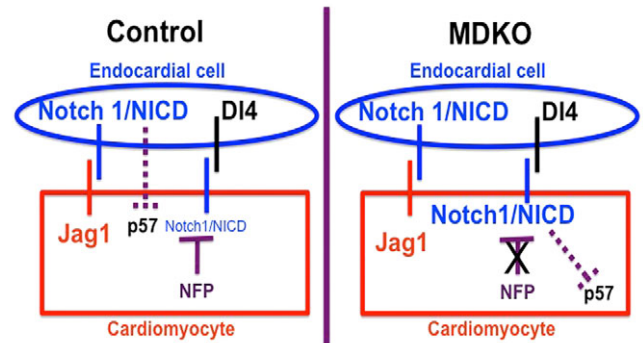 Control
Endocardial cell
Notch 1/NICD
Dl4
Jag1
p57
Notch1/NICD
NFP
Cardiomyocyte
MDKO
Endocardial cell
Notch 1/NICD
Dl4
Notch1/NICD
Jag1
X
NFP
p57
Cardiomyocyte